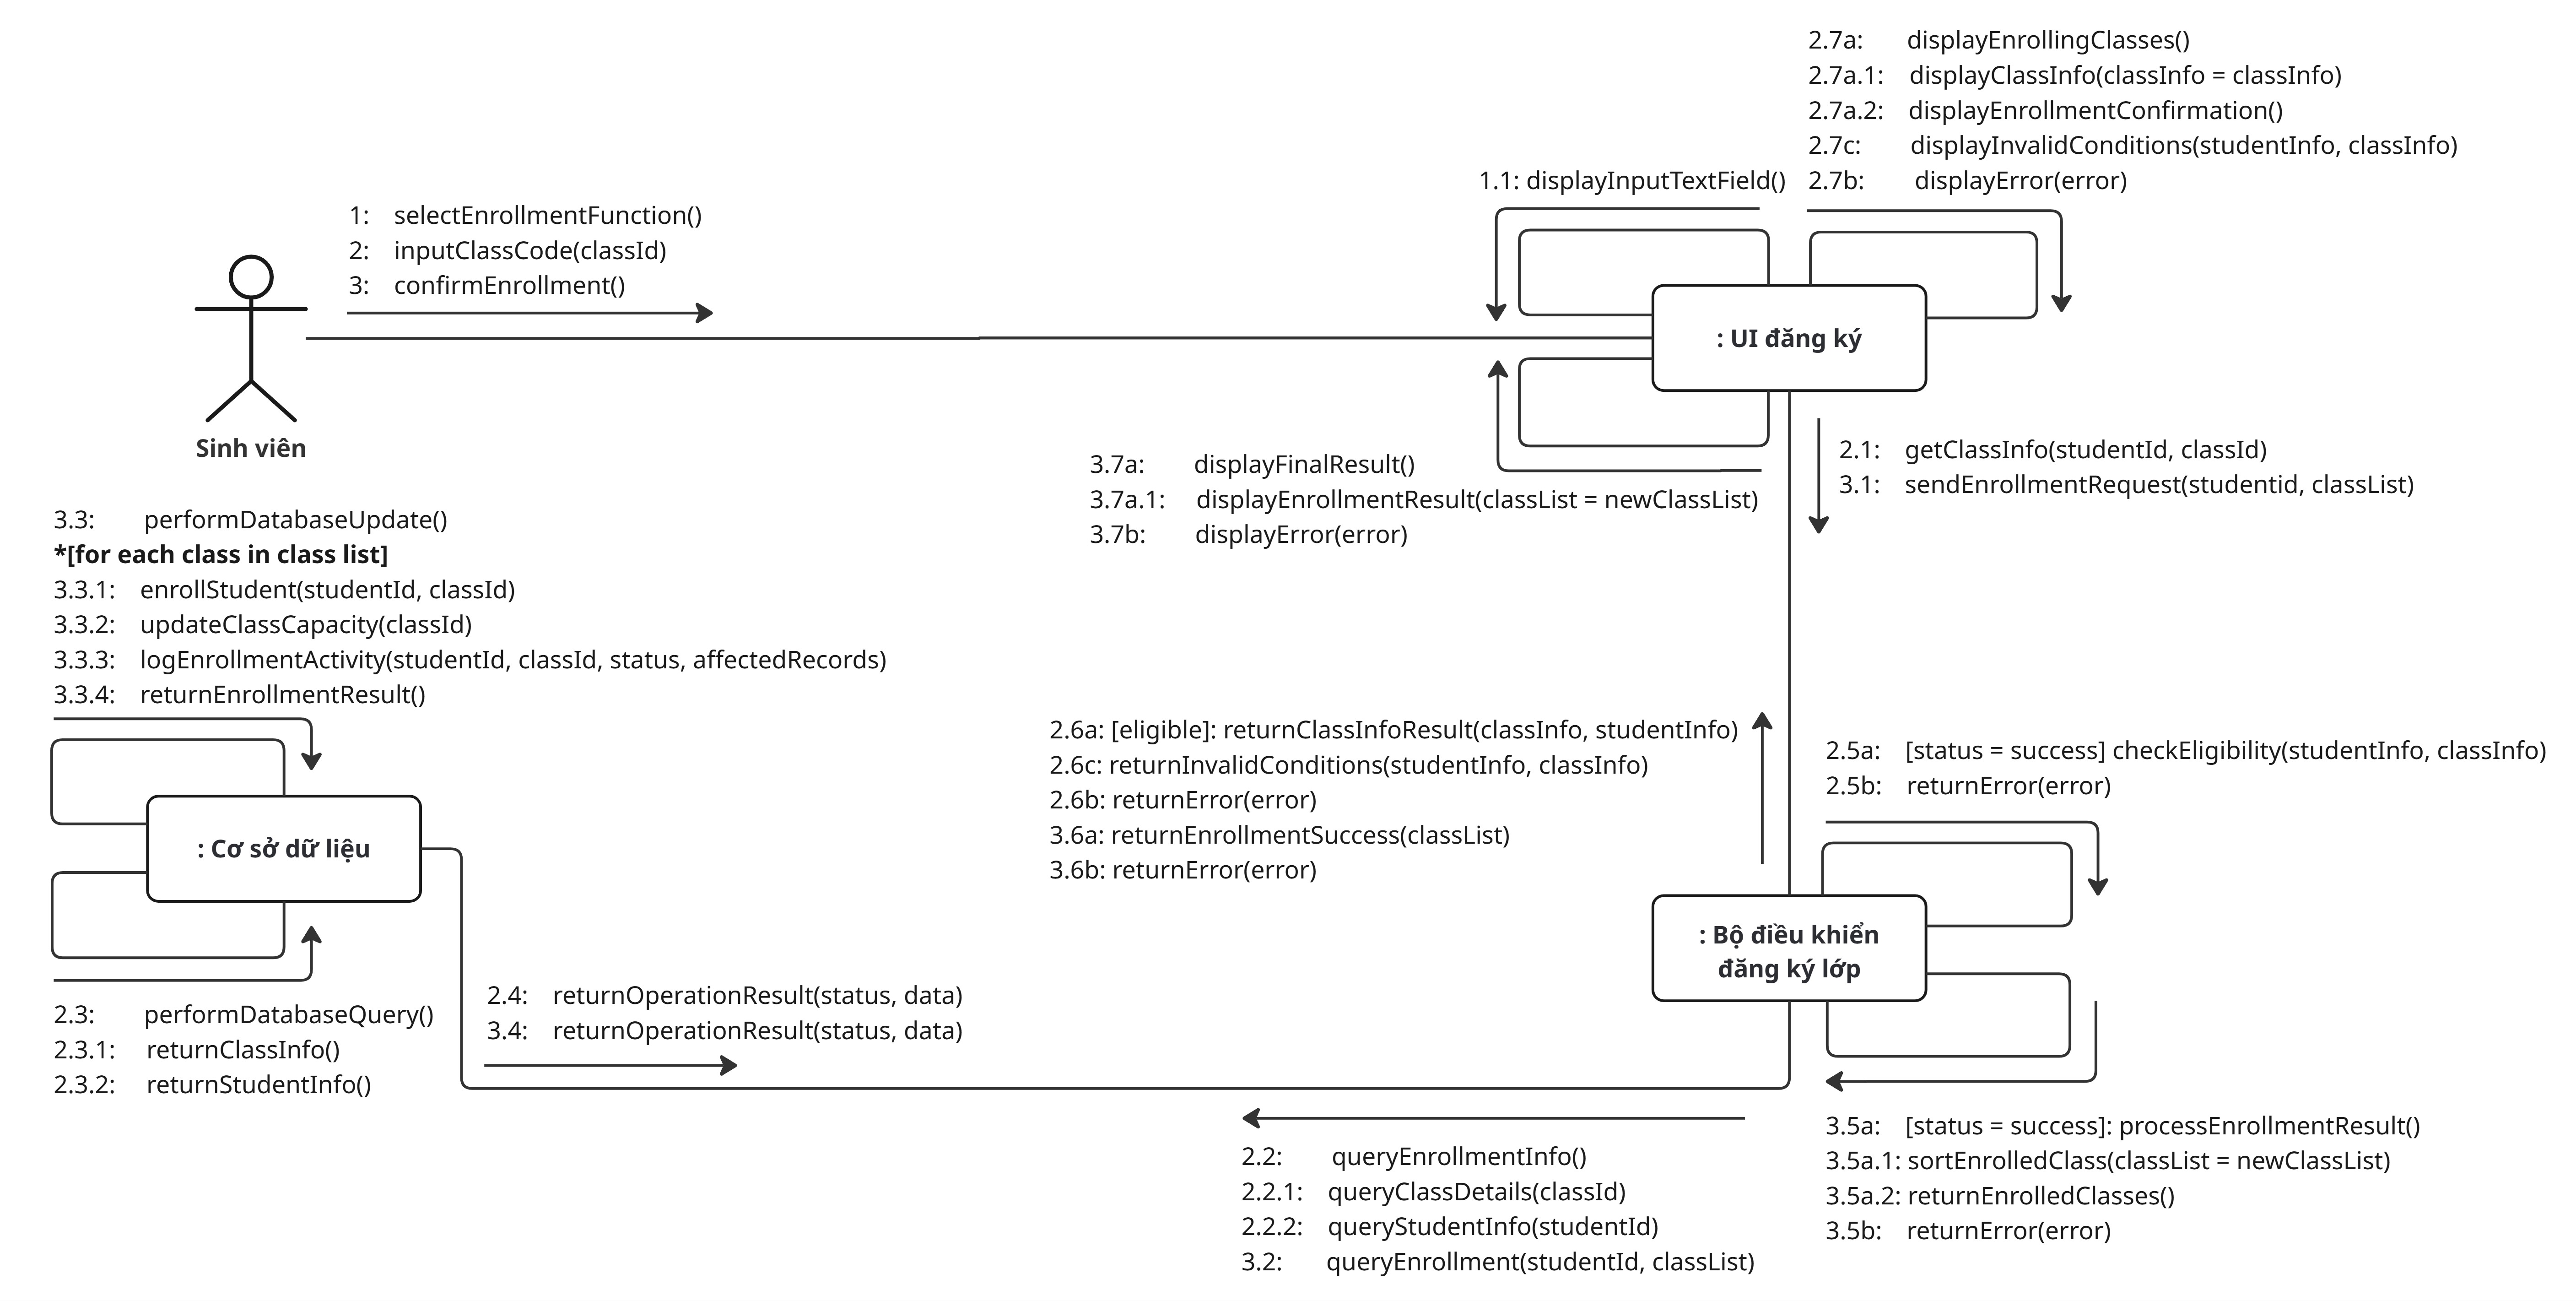 2.7a: displayEnrollingClasses()
2.7a.1: displayClassInfo(classInfo = classInfo)
2.7a.2: displayEnrollmentConfirmation()
2.7c: displayInvalidConditions(studentInfo, classInfo)
2.7b: displayError(error)
1.1: displayInputTextField()
1: selectEnrollmentFunction()
2: inputClassCode(classId)
3: confirmEnrollment()
Sinh viên
: UI đăng ký
3.7a: displayFinalResult()
3.7a.1: displayEnrollmentResult(classList = newClassList)
3.7b: displayError(error)
2.1: getClassInfo(studentId, classId)
3.1: sendEnrollmentRequest(studentid, classList)
3.3: performDatabaseUpdate()
*[for each class in class list]
3.3.1: enrollStudent(studentId, classId)
3.3.2: updateClassCapacity(classId)
3.3.3: logEnrollmentActivity(studentId, classId, status, affectedRecords)
3.3.4: returnEnrollmentResult()
: Cơ sở dữ liệu
2.3: performDatabaseQuery()
2.3.1: returnClassInfo()
2.3.2: returnStudentInfo()
2.4: returnOperationResult(status, data)
3.4: returnOperationResult(status, data)
2.6a: [eligible]: returnClassInfoResult(classInfo, studentInfo)
2.6c: returnInvalidConditions(studentInfo, classInfo)
2.6b: returnError(error)
3.6a: returnEnrollmentSuccess(classList)
3.6b: returnError(error)
2.5a: [status = success] checkEligibility(studentInfo, classInfo)
2.5b: returnError(error)
: Bộ điều khiển
đăng ký lớp
2.2: queryEnrollmentInfo()
2.2.1: queryClassDetails(classId)
2.2.2: queryStudentInfo(studentId)
3.2: queryEnrollment(studentId, classList)
3.5a: [status = success]: processEnrollmentResult()
3.5a.1: sortEnrolledClass(classList = newClassList)
3.5a.2: returnEnrolledClasses()
3.5b: returnError(error)